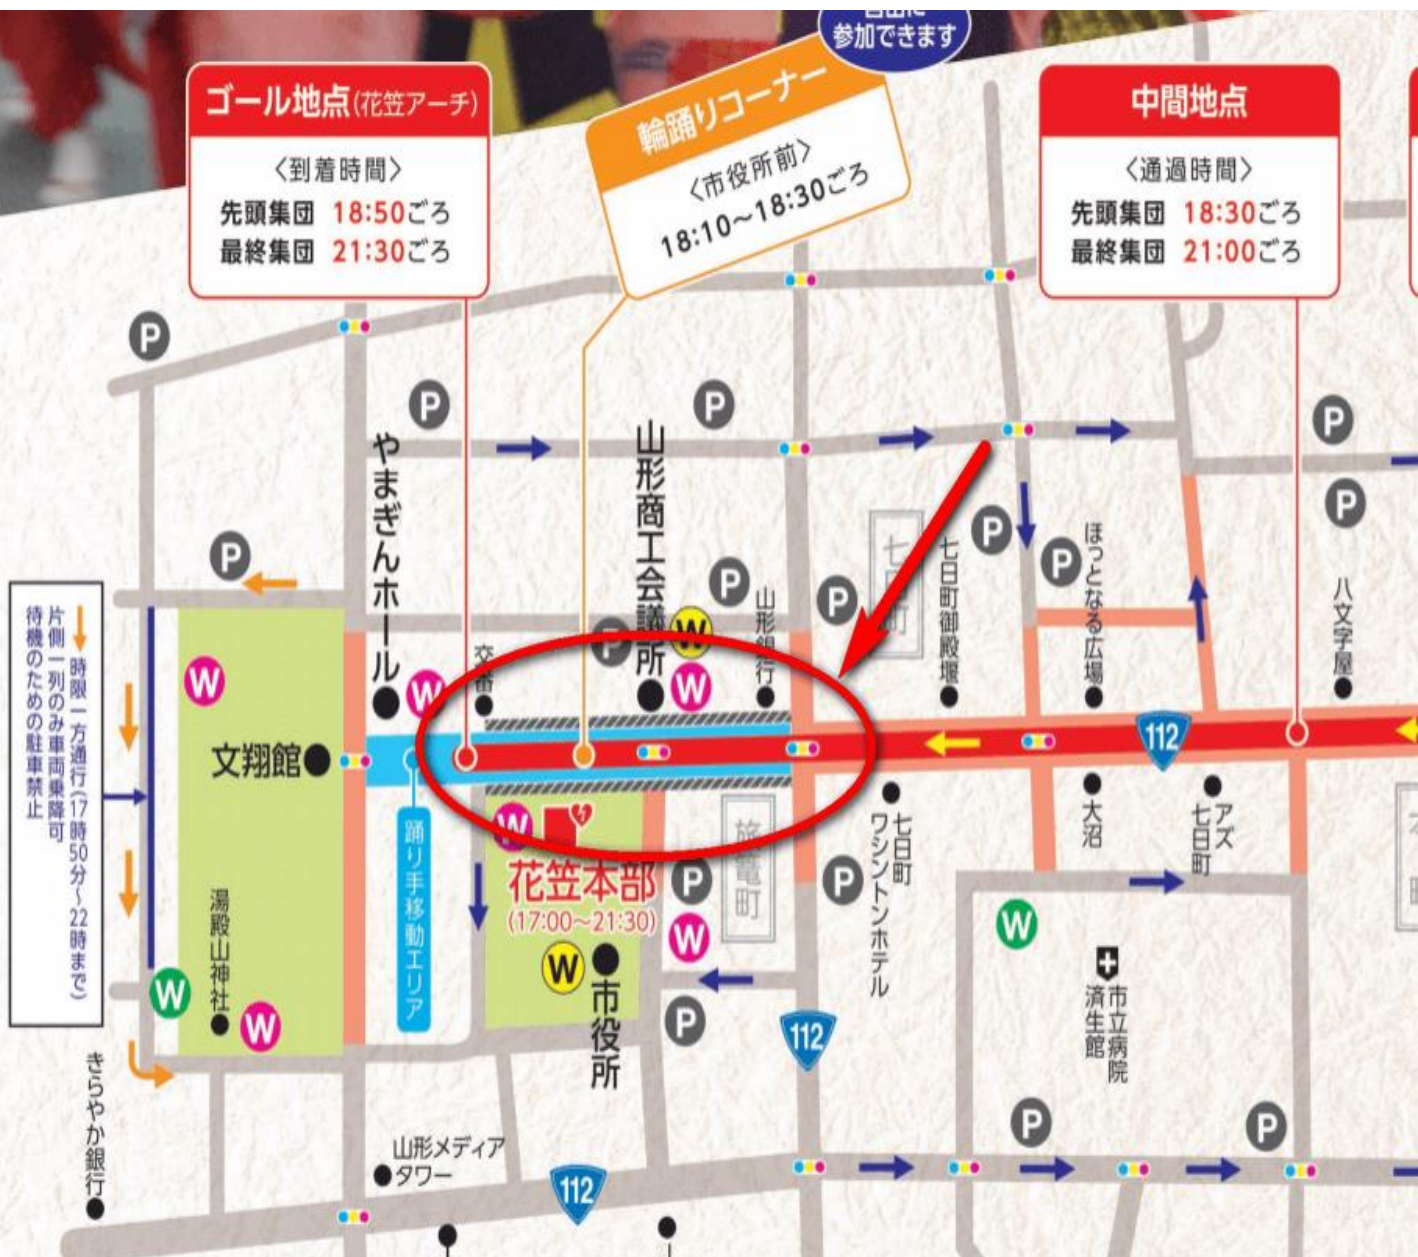 自由に
参加できます
ゴール地点(花笠アーチ)
〈到着時間〉
先頭集団 18:50ごろ
最終集団 21:30ごろ
輪踊りコーナー
〈市役所前〉
18:10～18:30ごろ
中間地点
〈通過時間〉
先頭集団 18:30ごろ
最終集団 21:00ごろ
P
P
P
P
P
P
P
P
P
P
P
P
やまぎんホール
山形商工会議所
交番
山形銀行
七日町
七日町御殿堰
ほっとなる広場
八文字屋
W
W
W
W
文翔館
112
時限一方通行(17時50分～22時まで)
片側一列のみ車両乗降可
待機のための駐車禁止
踊り手移動エリア
W
花笠本部
(17:00～21:30)
P
W
W
市役所
旅篭町
P
七日町
ワシントンホテル
大沼
アズ
七日町
W
湯殿山神社
W
W
P
112
市立病院
済生館
きらやか銀行
山形メディア
タワー
112
P
P